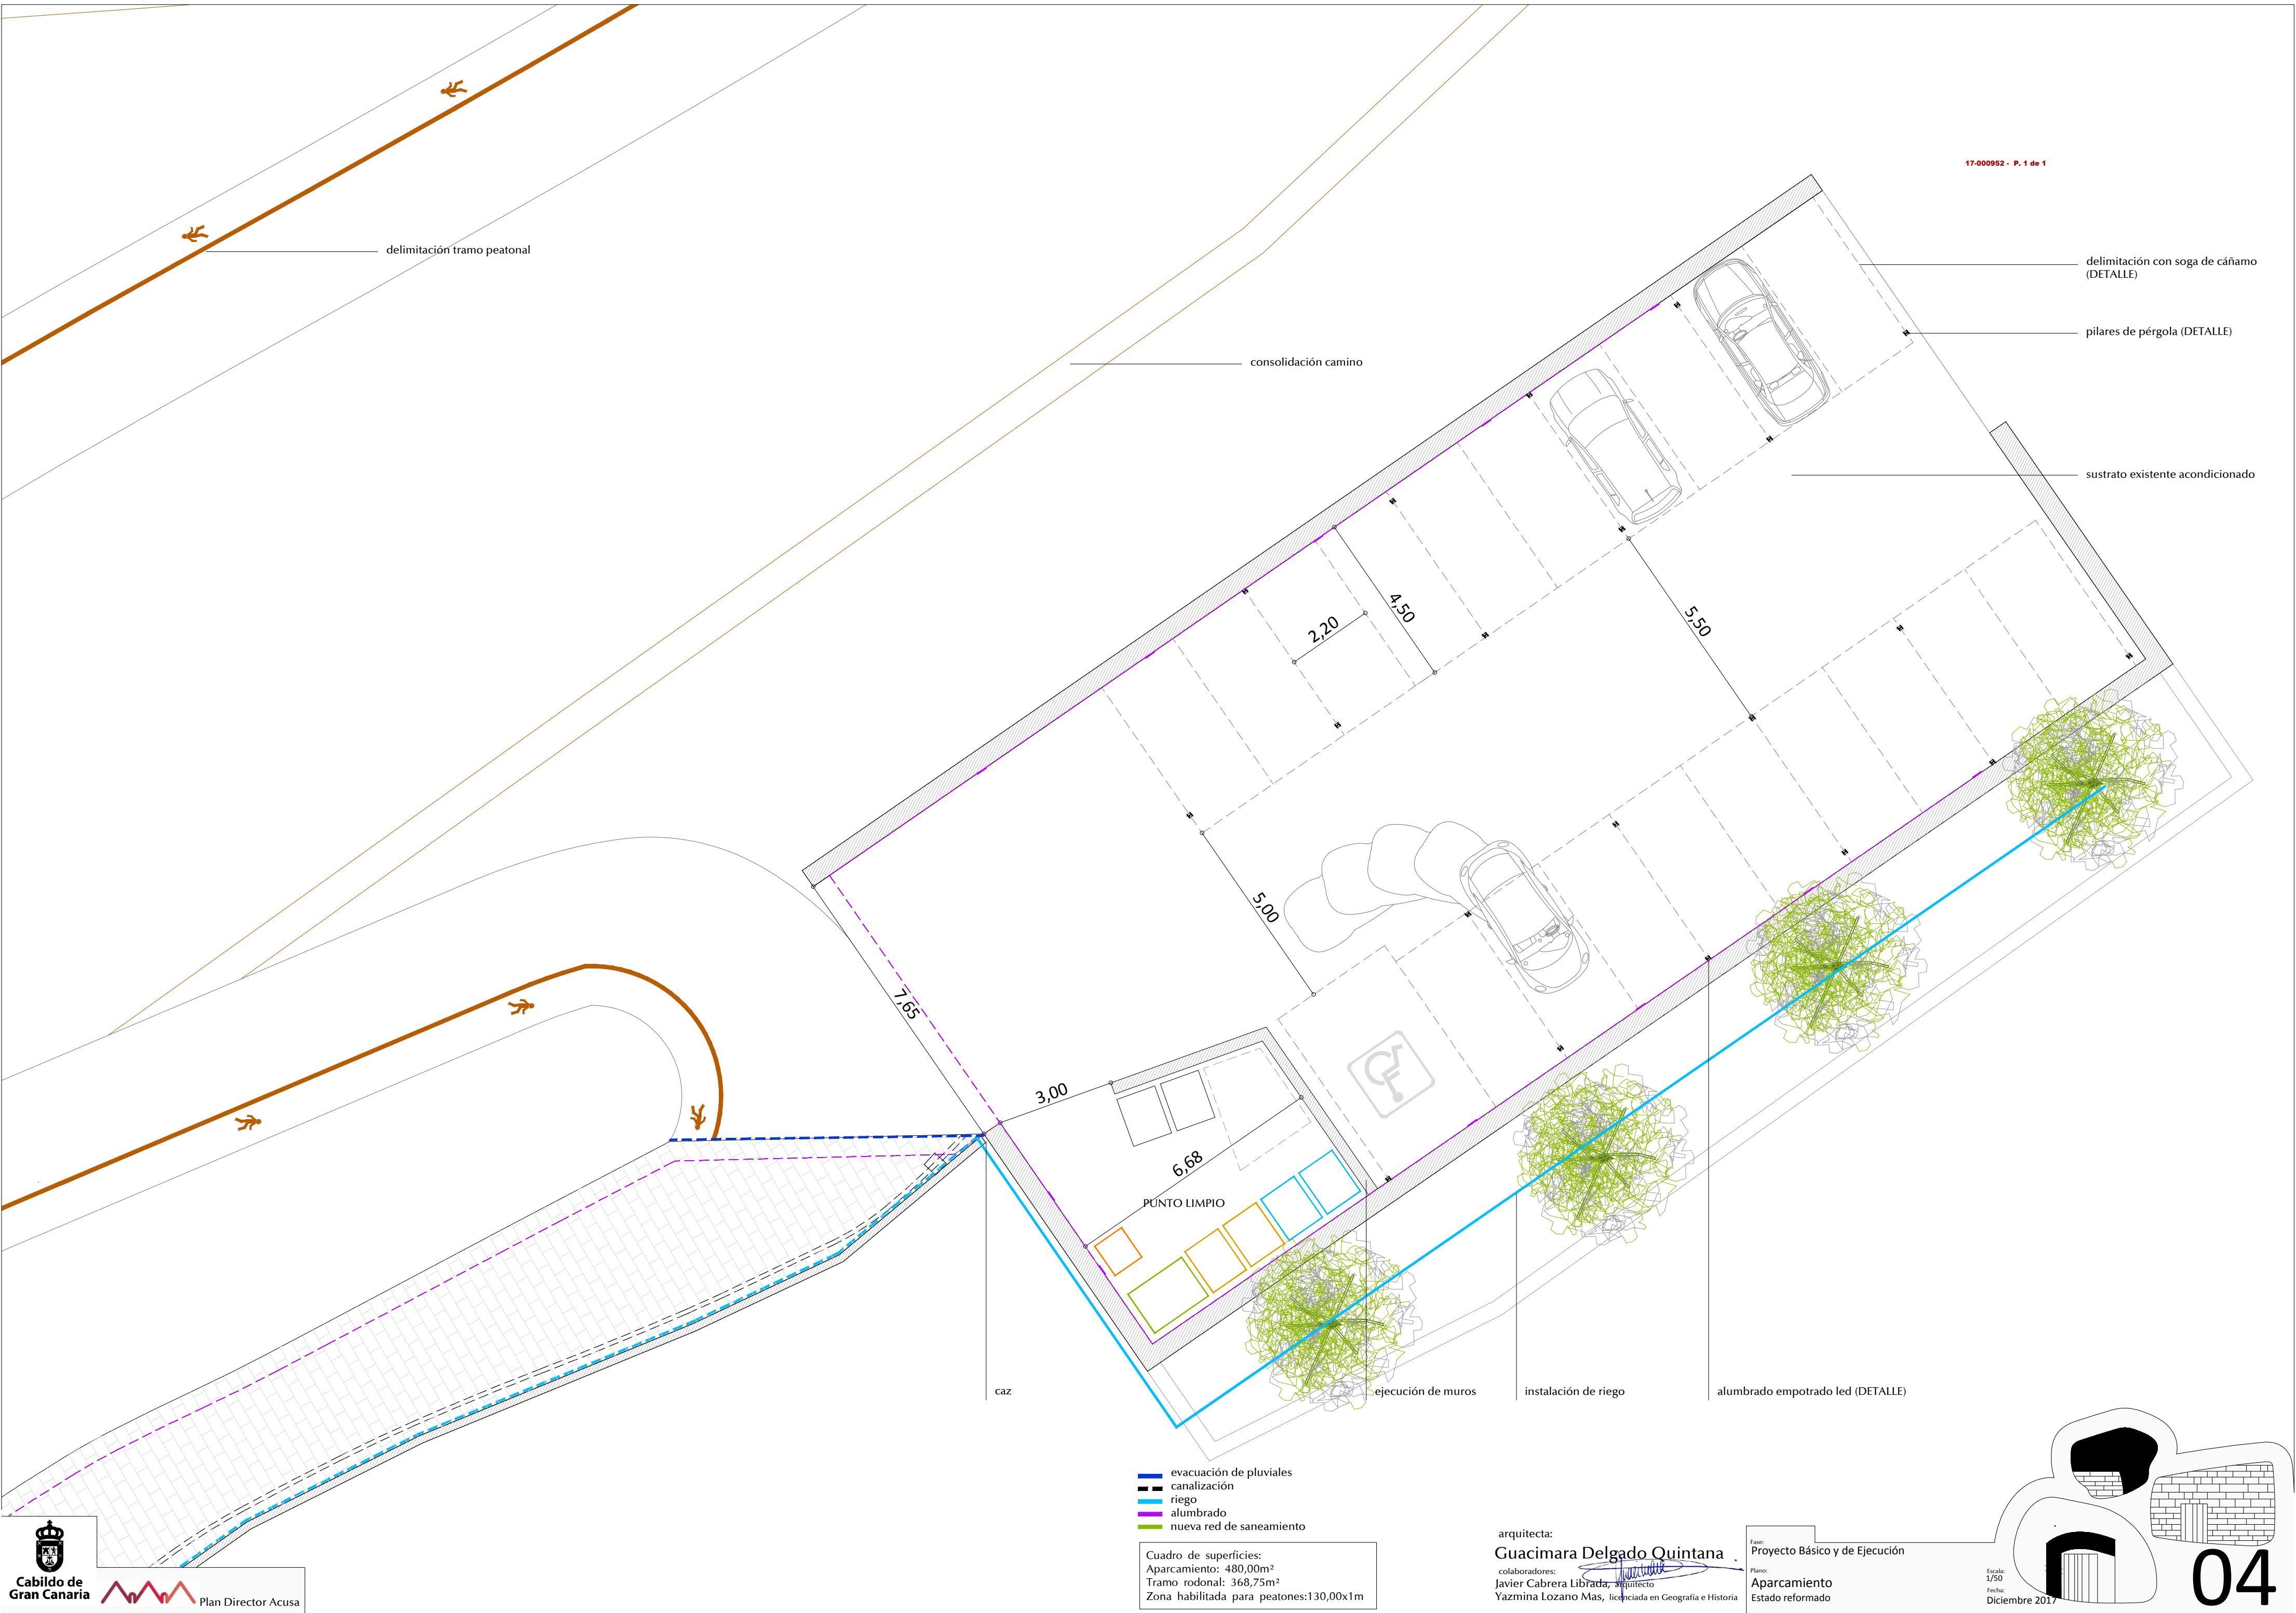 17-000952 - P. 1 de 1
delimitación tramo peatonal
delimitación con soga de cáñamo
(DETALLE)
pilares de pérgola (DETALLE)
consolidación camino
sustrato existente acondicionado
4,50
2,20
5,50
5,00
7,65
3,00
6,68
PUNTO LIMPIO
caz
ejecución de muros
instalación de riego
alumbrado empotrado led (DETALLE)
evacuación de pluviales
canalización
riego
alumbrado
nueva red de saneamiento
Cuadro de superficies:
Aparcamiento: 480,00m²
Tramo rodonal: 368,75m²
Zona habilitada para peatones:130,00x1m
arquitecta:
Guacimara Delgado Quintana
colaboradores:
Javier Cabrera Librada, arquitecto
Yazmina Lozano Mas, licenciada en Geografía e Historia
Fase:
Proyecto Básico y de Ejecución
Plano:
Aparcamiento
Estado reformado
Escala:
1/50
Fecha:
Diciembre 2017
04
Cabildo de
Gran Canaria
Plan Director Acusa